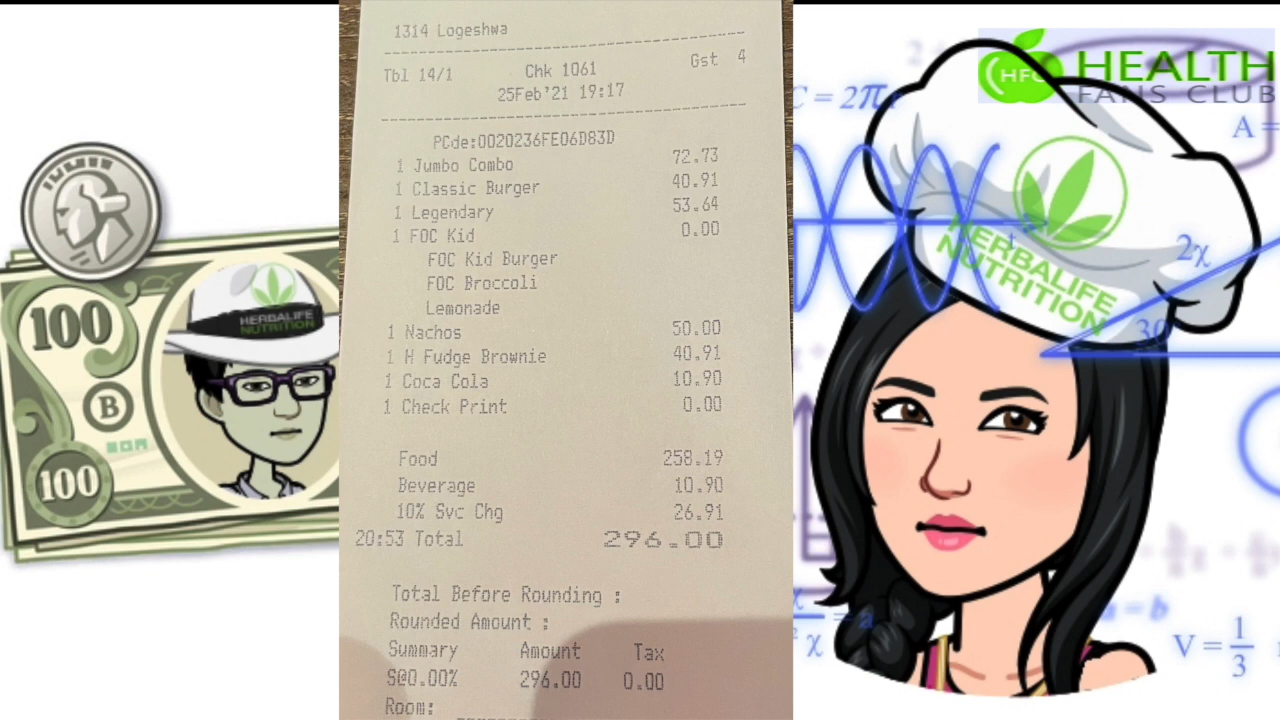 100
B
100
HERBALIFE
NUTRITION
1314 Logeshwa
Tbl 14/1 Chk 1061 Gst 4
25Feb'21 19:17
PCde:0020236FE06D83D
1 Jumbo Combo 72.73
1 Classic Burger 40.91
1 Legendary 53.64
1 FOC Kid 0.00
FOC Kid Burger
FOC Broccoli
Lemonade
1 Nachos 50.00
1 H Fudge Brownie 40.91
1 Coca Cola 10.90
1 Check Print 0.00
Food 258.19
Beverage 10.90
10% Svc Chg 26.91
20:53 Total 296.00
Total Before Rounding :
Rounded Amount :
Summary Amount Tax
S@0.00% 296.00 0.00
Room:
HFC
HEALTH
FANS CLUB
C = 2π
A =
HERBALIFE
NUTRITION
2χ
30
a - b
= a
χ
V = 1/3